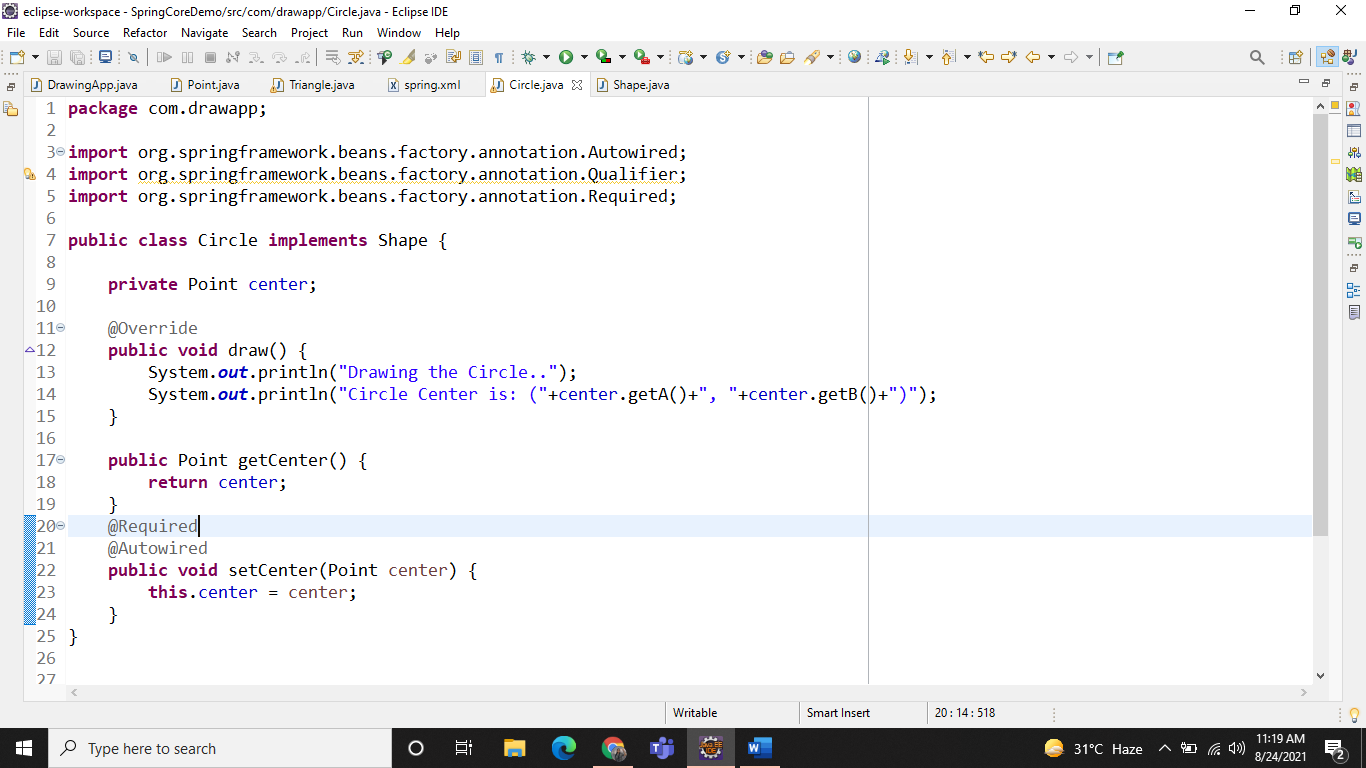 eclipse-workspace - SpringCoreDemo/src/com/drawapp/Circle.java - Eclipse IDE
File Edit Source Refactor Navigate Search Project Run Window Help
DrawingApp.java Point.java Triangle.java spring.xml Circle.java Shape.java
1 package com.drawapp;
2
3 import org.springframework.beans.factory.annotation.Autowired;
4 import org.springframework.beans.factory.annotation.Qualifier;
5 import org.springframework.beans.factory.annotation.Required;
6
7 public class Circle implements Shape {
8
9     private Point center;
10
11     @Override
12     public void draw() {
13         System.out.println("Drawing the Circle..");
14         System.out.println("Circle Center is: ("+center.getA()+", "+center.getB()+")");
15     }
16
17     public Point getCenter() {
18         return center;
19     }
20     @Required
21     @Autowired
22     public void setCenter(Point center) {
23         this.center = center;
24     }
25 }
26
27
Writable Smart Insert 20 : 14 : 518
Type here to search
31°C Haze
11:19 AM
8/24/2021
2